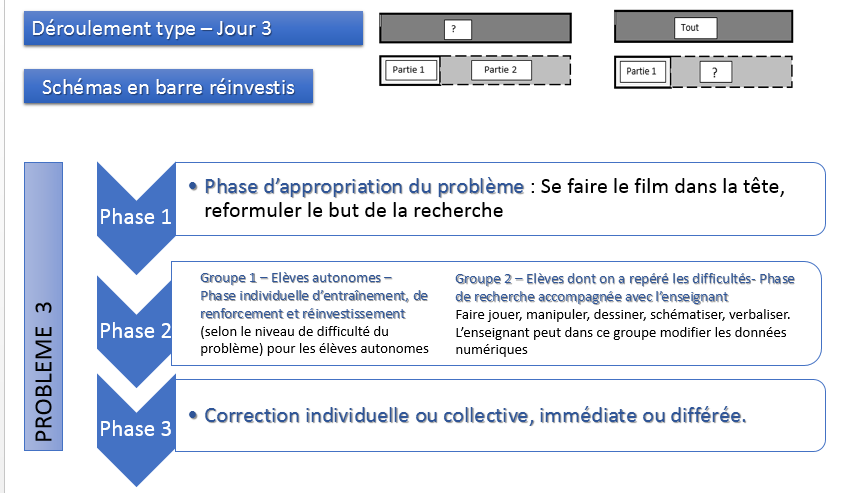 Déroulement type – Jour 3
?
Partie 1
Partie 2
Tout
Partie 1
?
Schémas en barre réinvestis
PROBLEME 3
Phase 1
• Phase d’appropriation du problème : Se faire le film dans la tête,
reformuler le but de la recherche
Phase 2
Groupe 1 – Elèves autonomes –
Phase individuelle d’entraînement, de
renforcement et réinvestissement
(selon le niveau de difficulté du
problème) pour les élèves autonomes
Groupe 2 – Elèves dont on a repéré les difficultés- Phase
de recherche accompagnée avec l’enseignant
Faire jouer, manipuler, dessiner, schématiser, verbaliser.
L’enseignant peut dans ce groupe modifier les données
numériques
Phase 3
• Correction individuelle ou collective, immédiate ou différée.